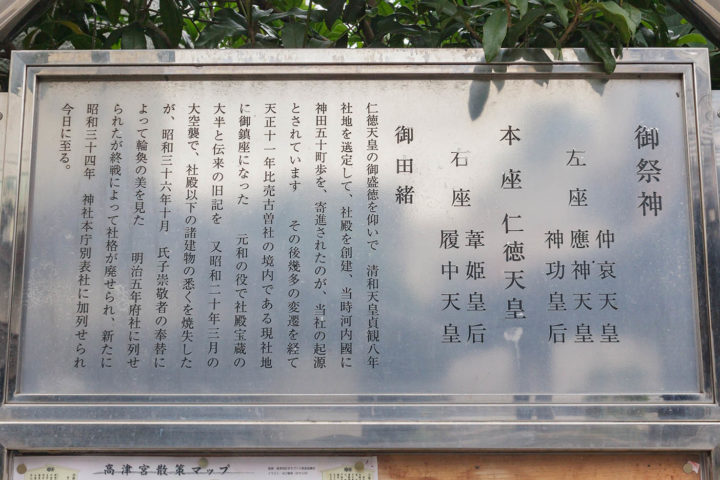 御祭神
仲哀天皇
左座 應神天皇
神功皇后
本座 仁徳天皇
葦姫皇后
右座 履中天皇
御由緒
仁徳天皇の御盛徳を仰いで 清和天皇貞観八年
社地を選定して、社殿を創建、当時河内國に
神田五十町歩を、寄進されたのが、当社の起源
とされています その後幾多の変遷を経て
天正十一年比売古曽社の境内である現社地
に御鎮座になった 元和の役で社殿宝蔵の
大半と伝来の旧記を 又昭和二十年三月の
大空襲で、社殿以下の諸建物の悉くを焼失した
が、昭和三十六年十月 氏子崇敬者の奉賛に
よって輪奐の美を見た 明治五年府社に列せ
られたが終戦によって社格が廃せられ、新たに
昭和三十四年 神社本庁別表社に加列せられ
今日に至る。
高津宮散策マップ